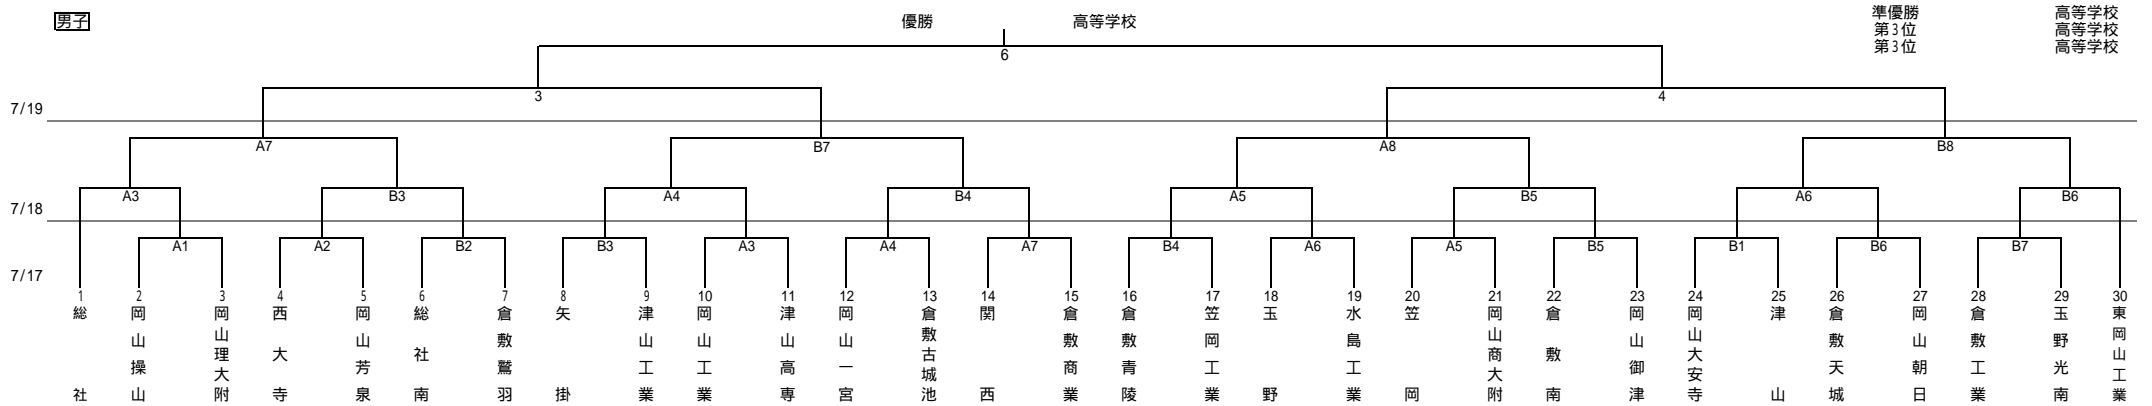 男子 優勝 高等学校 準優勝 高等学校
第3位 高等学校
第3位 高等学校
6
3 4
7/19
A7 B7 A8 B8
A3 B3 A4 B4 A5 B5 A6 B6
7/18
A1 A2 B2 B3 A3 A4 A7 B4 A6 A5 B5 B1 B6 B7
7/17
1 総社
2 岡山操山
3 岡山理大附
4 西大寺
5 岡山芳泉
6 総社南
7 倉敷鷲羽
8 矢掛
9 津山工業
10 岡山工業
11 津山高専
12 岡山一宮
13 倉敷古城池
14 関西
15 倉敷商業
16 倉敷青陵
17 笠岡工業
18 玉野
19 水島工業
20 笠岡
21 岡山商大附
22 倉敷南
23 岡山御津
24 岡山大安寺
25 津山
26 倉敷天城
27 岡山朝日
28 倉敷工業
29 玉野光南
30 東岡山工業